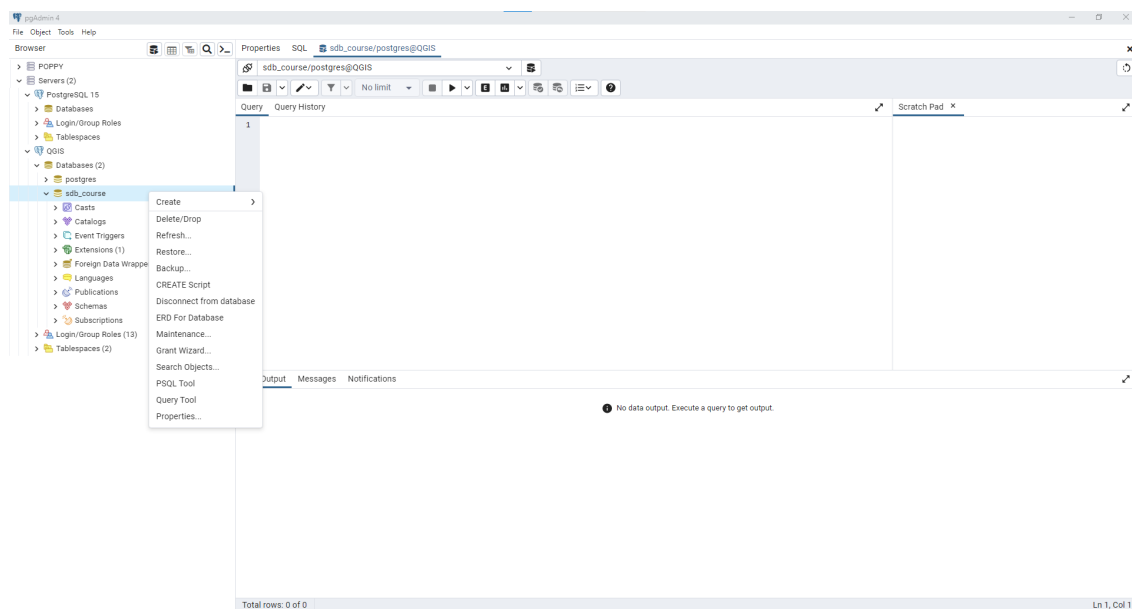 pgAdmin 4
File Object Tools Help
Browser
Properties SQL sdb_course/postgres@QGIS
POPPY
Servers (2)
PostgreSQL 15
Databases
Login/Group Roles
Tablespaces
QGIS
Databases (2)
postgres
sdb_course
Casts
Catalogs
Event Triggers
Extensions (1)
Foreign Data Wrappe
Languages
Publications
Schemas
Subscriptions
Login/Group Roles (13)
Tablespaces (2)
Create
Delete/Drop
Refresh...
Restore...
Backup...
CREATE Script
Disconnect from database
ERD For Database
Maintenance...
Grant Wizard...
Search Objects...
PSQL Tool
Query Tool
Properties...
sdb_course/postgres@QGIS
No limit
E
Query Query History
Scratch Pad
1
Output Messages Notifications
No data output. Execute a query to get output.
Total rows: 0 of 0
Ln 1, Col 1